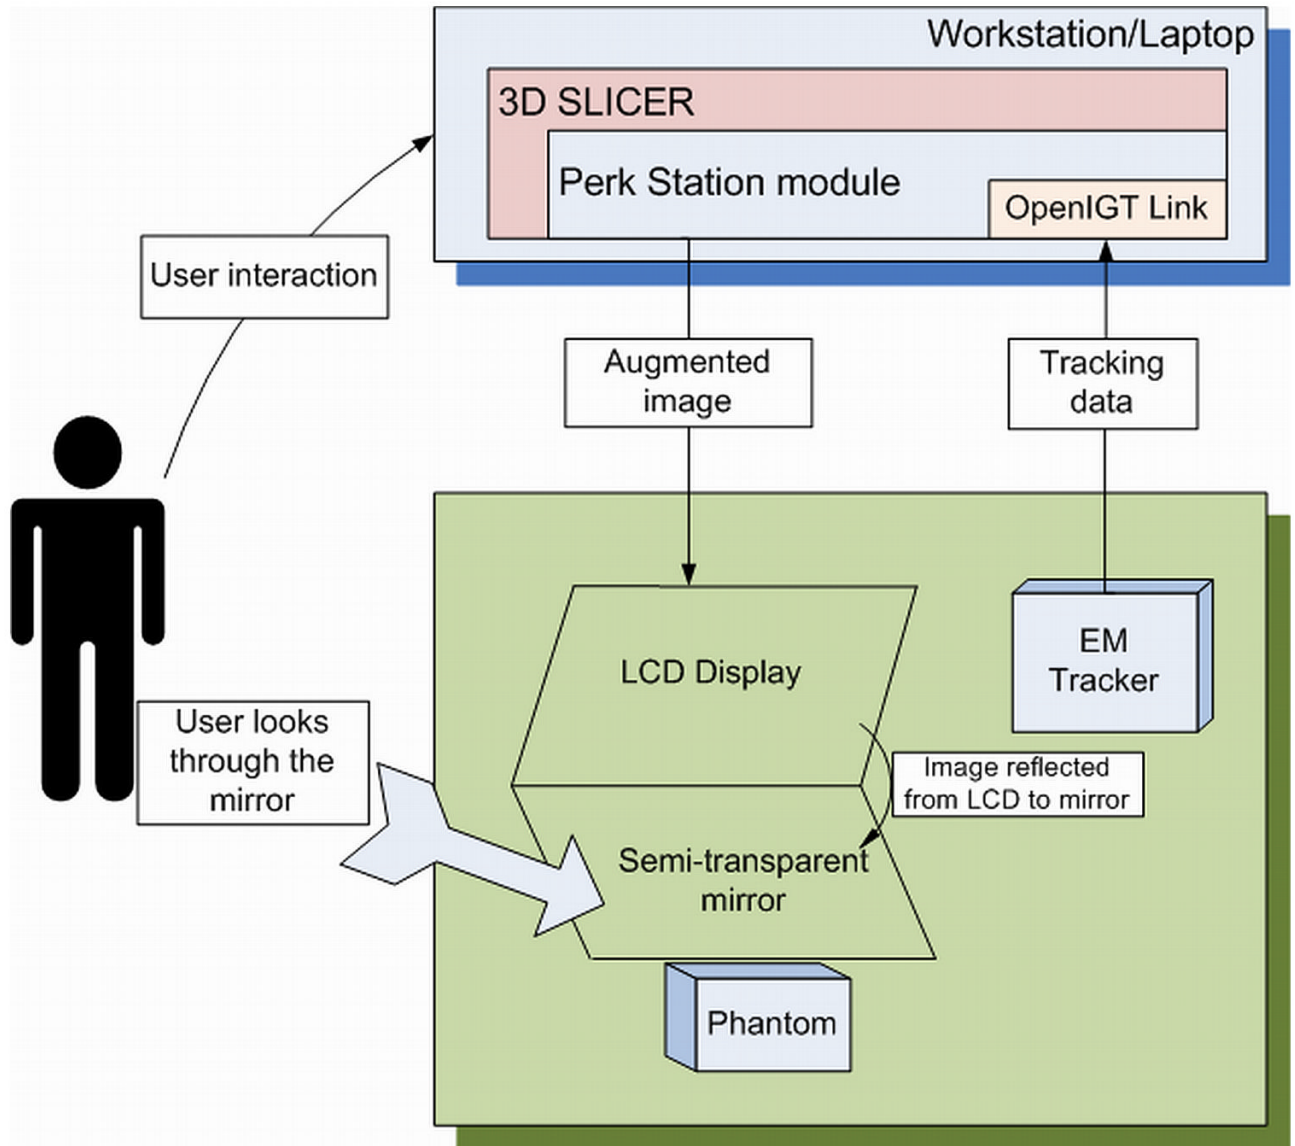 Workstation/Laptop
3D SLICER
Perk Station module
OpenIGT Link
User interaction
Augmented
image
Tracking
data
LCD Display
EM
Tracker
User looks
through the
mirror
Image reflected
from LCD to mirror
Semi-transparent
mirror
Phantom